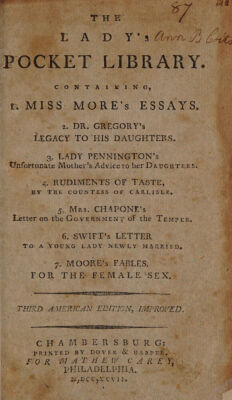 87
THE
LADY's
Ann B
POCKET LIBRARY.
CONTAINING,
1. MISS MORE's ESSAYS.
2. DR. GREGORY's
LEGACY TO HIS DAUGHTERS.
3. LADY PENNINGTON's
Unfortunate Mother's Advice to her DAUGHTERS.
4. RUDIMENTS OF TASTE,
BY THE COUNTESS OF CARLISLE.
5. MRS. CHAPONE's
Letter on the GOVERNMENT of the TEMPER.
6. SWIFT's LETTER
TO A YOUNG LADY NEWLY MARRIED.
7. MOORE's FABLES,
FOR THE FEMALE SEX.
THIRD AMERICAN EDITION, IMPROVED.
CHAMBERSBURG:
PRINTED BY DOVER & HARPER,
FOR MATHEW CAREY,
PHILADELPHIA.
M,DCC,XCVII.